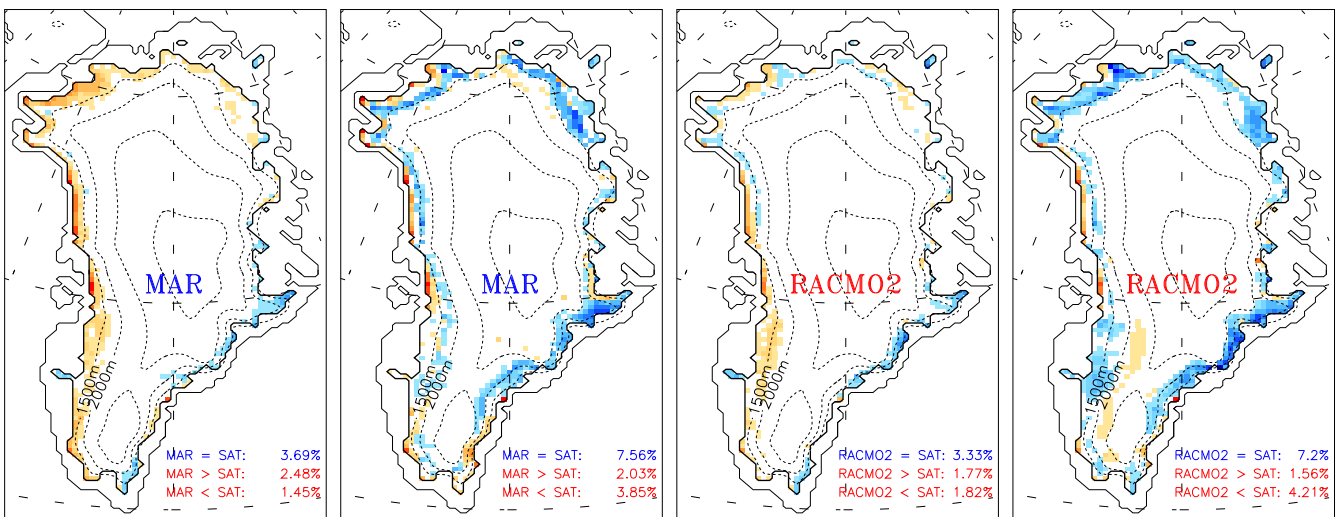 MAR
1500m
2000m
MAR = SAT: 3.69%
MAR > SAT: 2.48%
MAR < SAT: 1.45%
MAR
1500m
2000m
MAR = SAT: 7.56%
MAR > SAT: 2.03%
MAR < SAT: 3.85%
RACMO2
1500m
2000m
RACMO2 = SAT: 3.33%
RACMO2 > SAT: 1.77%
RACMO2 < SAT: 1.82%
RACMO2
1500m
2000m
RACMO2 = SAT: 7.2%
RACMO2 > SAT: 1.56%
RACMO2 < SAT: 4.21%